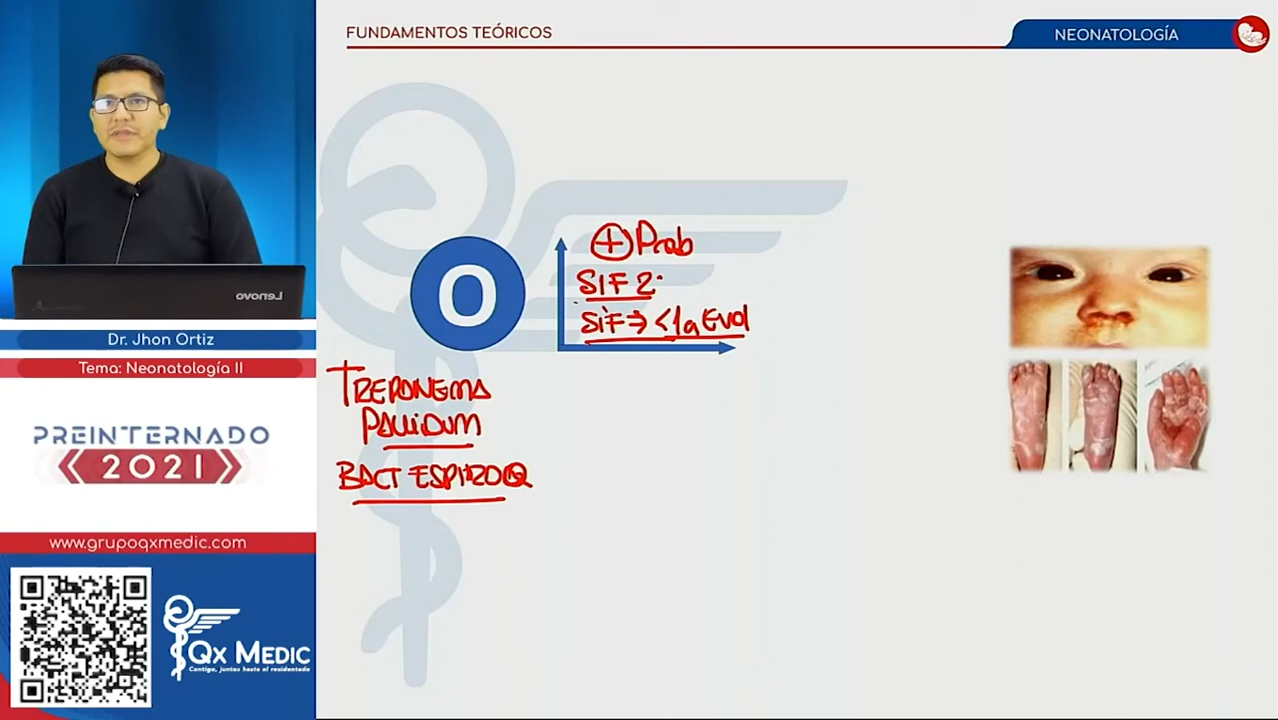 FUNDAMENTOS TEÓRICOS
NEONATOLOGÍA
O
+ Prob
SIF 2
SIF → < 1a Evol
TREPONEMA
PALLIDUM
BACT ESPIROQ
lenovo
Dr. Jhon Ortiz
Tema: Neonatología II
PREINTERNADO
2021
www.grupoqxmedic.com
QX MEDIC
Contigo, juntos hasta el residentado